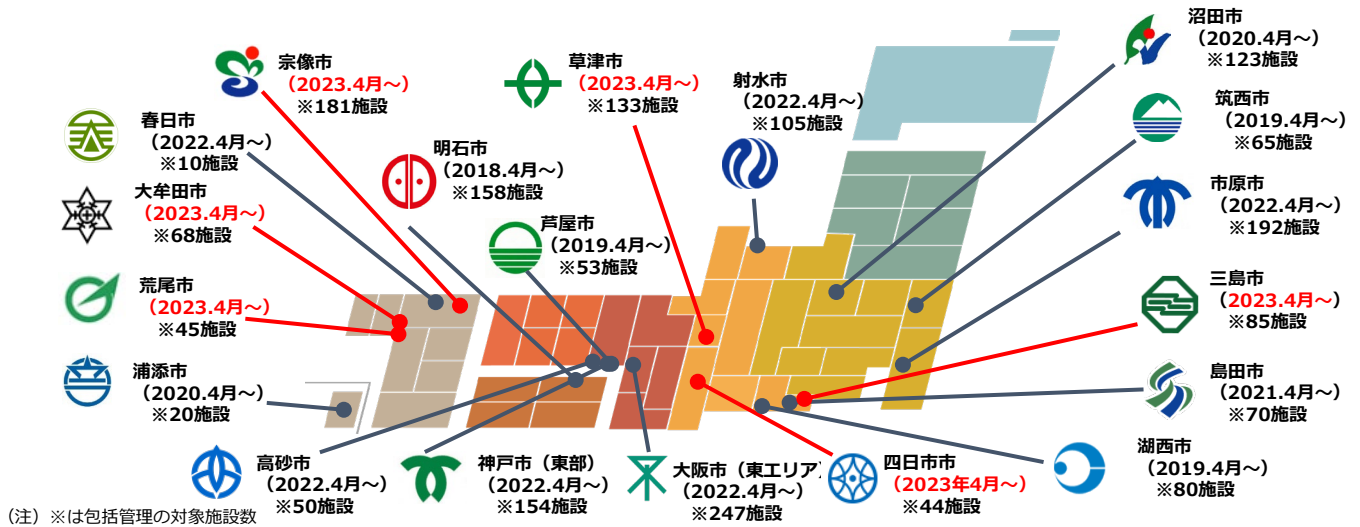 宗像市
(2023.4月～)
※181施設
草津市
(2023.4月～)
※133施設
射水市
(2022.4月～)
※105施設
沼田市
(2020.4月～)
※123施設
春日市
(2022.4月～)
※10施設
明石市
(2018.4月～)
※158施設
筑西市
(2019.4月～)
※65施設
大牟田市
(2023.4月～)
※68施設
芦屋市
(2019.4月～)
※53施設
市原市
(2022.4月～)
※192施設
荒尾市
(2023.4月～)
※45施設
三島市
(2023.4月～)
※85施設
浦添市
(2020.4月～)
※20施設
島田市
(2021.4月～)
※70施設
高砂市
(2022.4月～)
※50施設
神戸市（東部）
(2022.4月～)
※154施設
大阪市（東エリア）
(2022.4月～)
※247施設
四日市市
(2023年4月～)
※44施設
湖西市
(2019.4月～)
※80施設
（注）※は包括管理の対象施設数